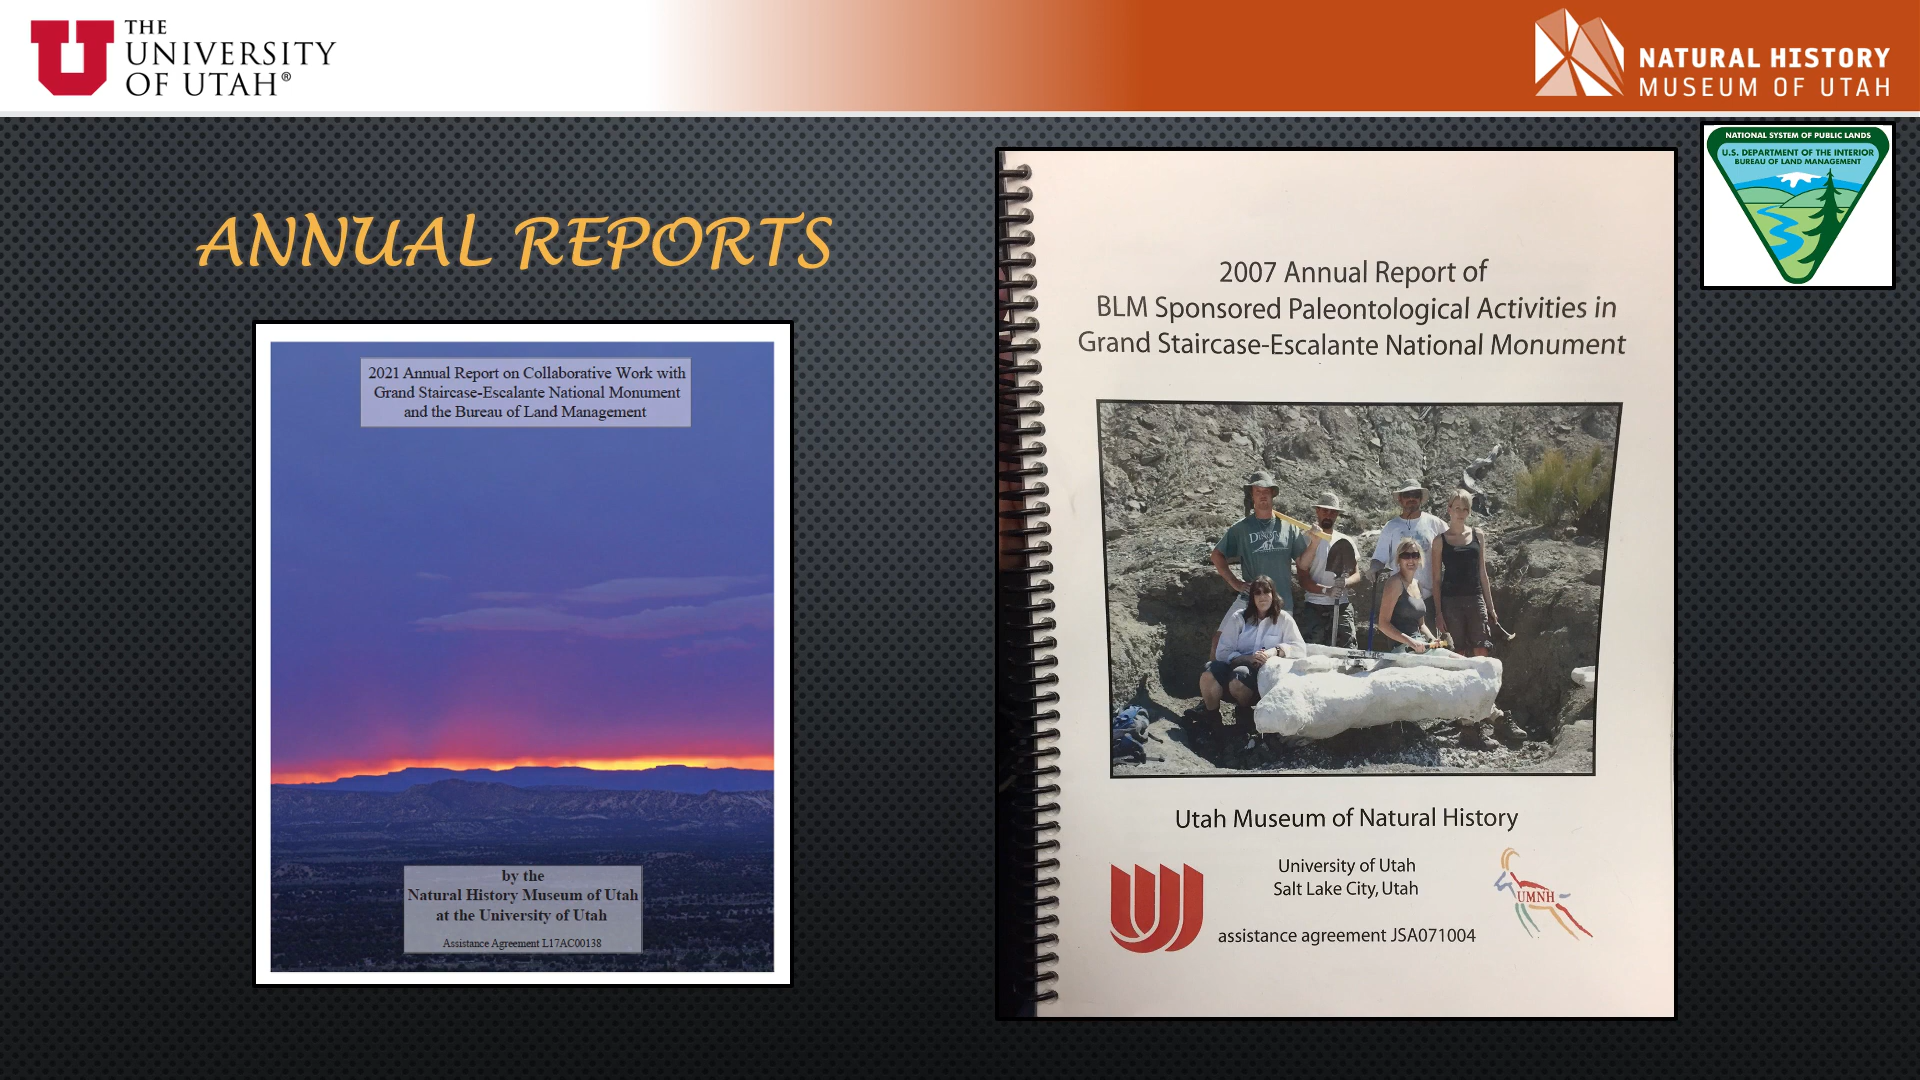 THE
UNIVERSITY
OF UTAH®
NATURAL HISTORY
MUSEUM OF UTAH
NATIONAL SYSTEM OF PUBLIC LANDS
U.S. DEPARTMENT OF THE INTERIOR
BUREAU OF LAND MANAGEMENT
ANNUAL REPORTS
2021 Annual Report on Collaborative Work with
Grand Staircase-Escalante National Monument
and the Bureau of Land Management
by the
Natural History Museum of Utah
at the University of Utah
Assistance Agreement L17AC00138
2007 Annual Report of
BLM Sponsored Paleontological Activities in
Grand Staircase-Escalante National Monument
Utah Museum of Natural History
University of Utah
Salt Lake City, Utah
UMNH
assistance agreement JSA071004